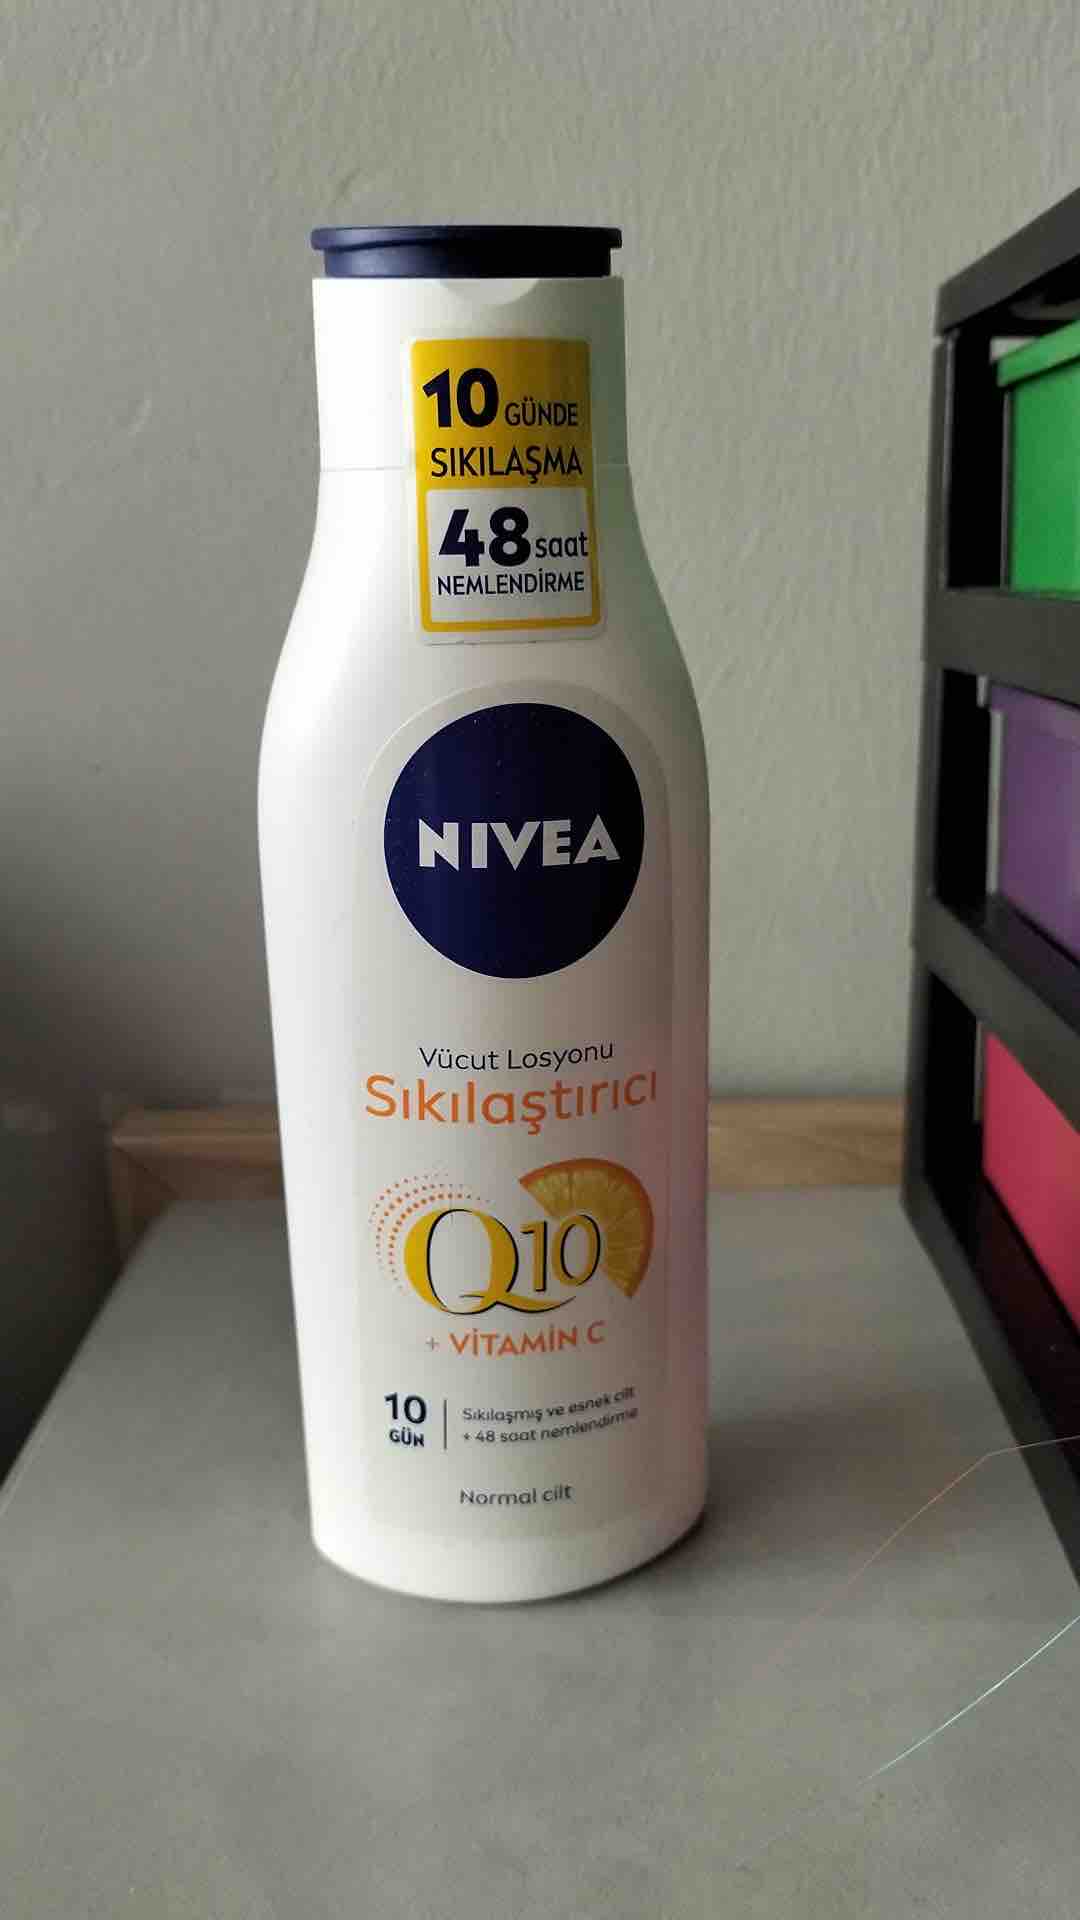 10 GÜNDE
SIKILAŞMA
48 saat
NEMLENDİRME
NIVEA
Vücut Losyonu
Sıkılaştırıcı
Q10
+ VİTAMİN C
10
GÜN
Sıkılaşmış ve esnek cilt
+ 48 saat nemlendirme
Normal cilt